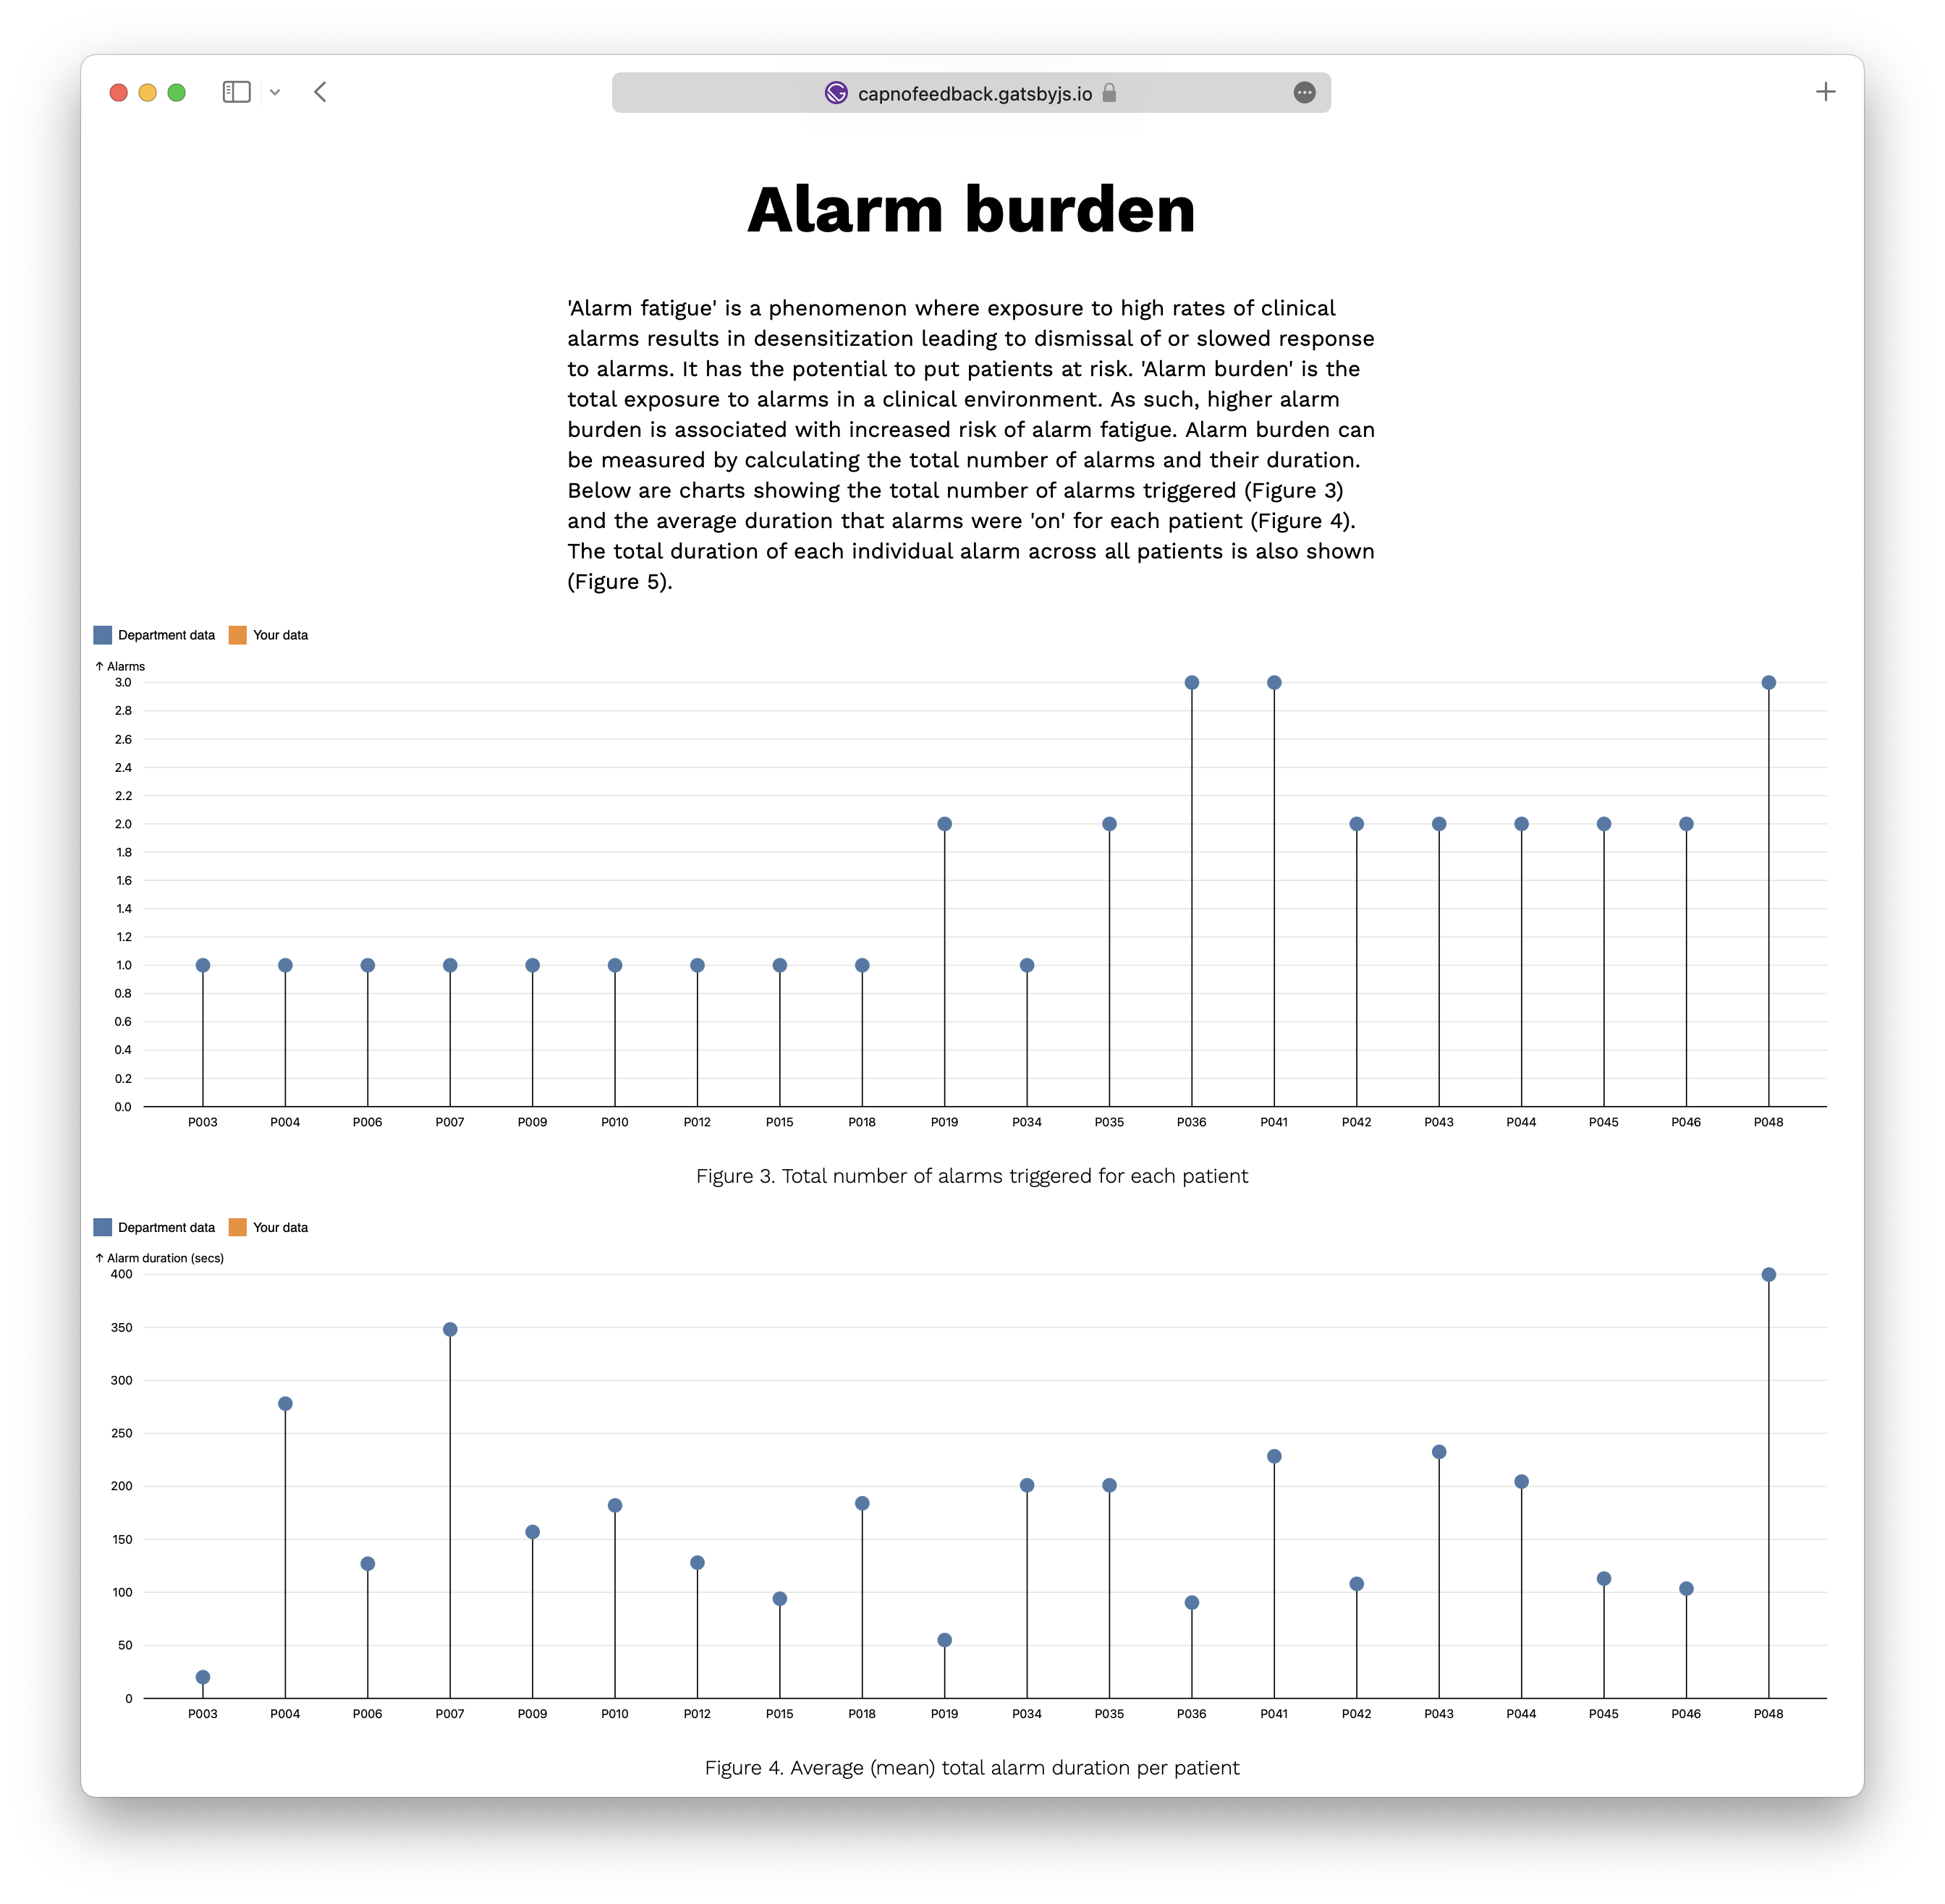 capnofeedback.gatsbyjs.io
Alarm burden
'Alarm fatigue' is a phenomenon where exposure to high rates of clinical
alarms results in desensitization leading to dismissal of or slowed response
to alarms. It has the potential to put patients at risk. 'Alarm burden' is the
total exposure to alarms in a clinical environment. As such, higher alarm
burden is associated with increased risk of alarm fatigue. Alarm burden can
be measured by calculating the total number of alarms and their duration.
Below are charts showing the total number of alarms triggered (Figure 3)
and the average duration that alarms were 'on' for each patient (Figure 4).
The total duration of each individual alarm across all patients is also shown
(Figure 5).
Department data Your data
↑ Alarms
3.0
2.8
2.6
2.4
2.2
2.0
1.8
1.6
1.4
1.2
1.0
0.8
0.6
0.4
0.2
0.0
P003 P004 P006 P007 P009 P010 P012 P015 P018 P019 P034 P035 P036 P041 P042 P043 P044 P045 P046 P048
Figure 3. Total number of alarms triggered for each patient
Department data Your data
↑ Alarm duration (secs)
400
350
300
250
200
150
100
50
0
P003 P004 P006 P007 P009 P010 P012 P015 P018 P019 P034 P035 P036 P041 P042 P043 P044 P045 P046 P048
Figure 4. Average (mean) total alarm duration per patient